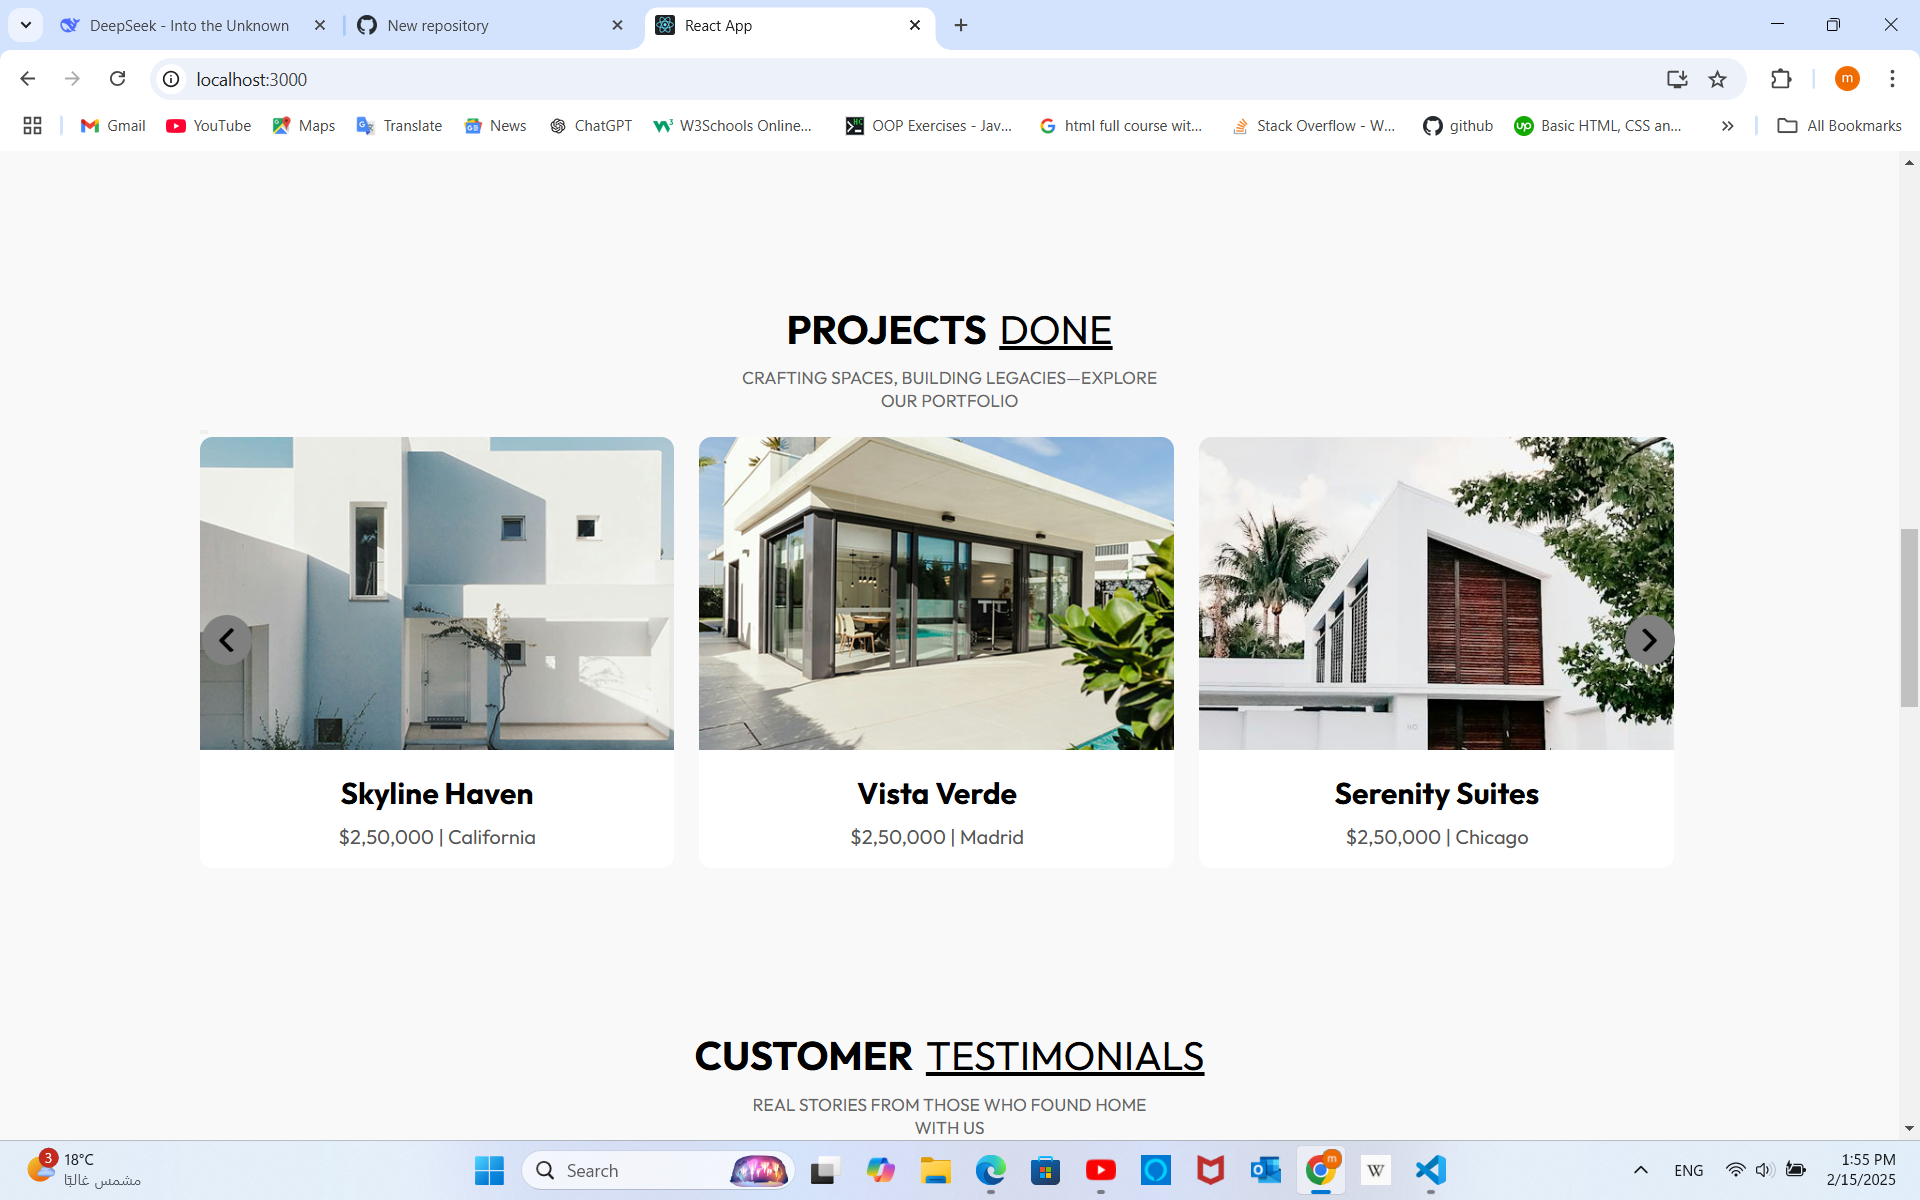 DeepSeek - Into the Unknown
New repository
React App
localhost:3000
m
Gmail
YouTube
Maps
Translate
News
ChatGPT
W3Schools Online...
OOP Exercises - Jav...
html full course wit...
Stack Overflow - W...
github
Basic HTML, CSS an...
All Bookmarks
PROJECTS DONE
CRAFTING SPACES, BUILDING LEGACIES—EXPLORE
OUR PORTFOLIO
Skyline Haven
$2,50,000 | California
Vista Verde
$2,50,000 | Madrid
Serenity Suites
$2,50,000 | Chicago
CUSTOMER TESTIMONIALS
REAL STORIES FROM THOSE WHO FOUND HOME
WITH US
3
18°C
مشمس غالبًا
Search
m
W
ENG
1:55 PM
2/15/2025